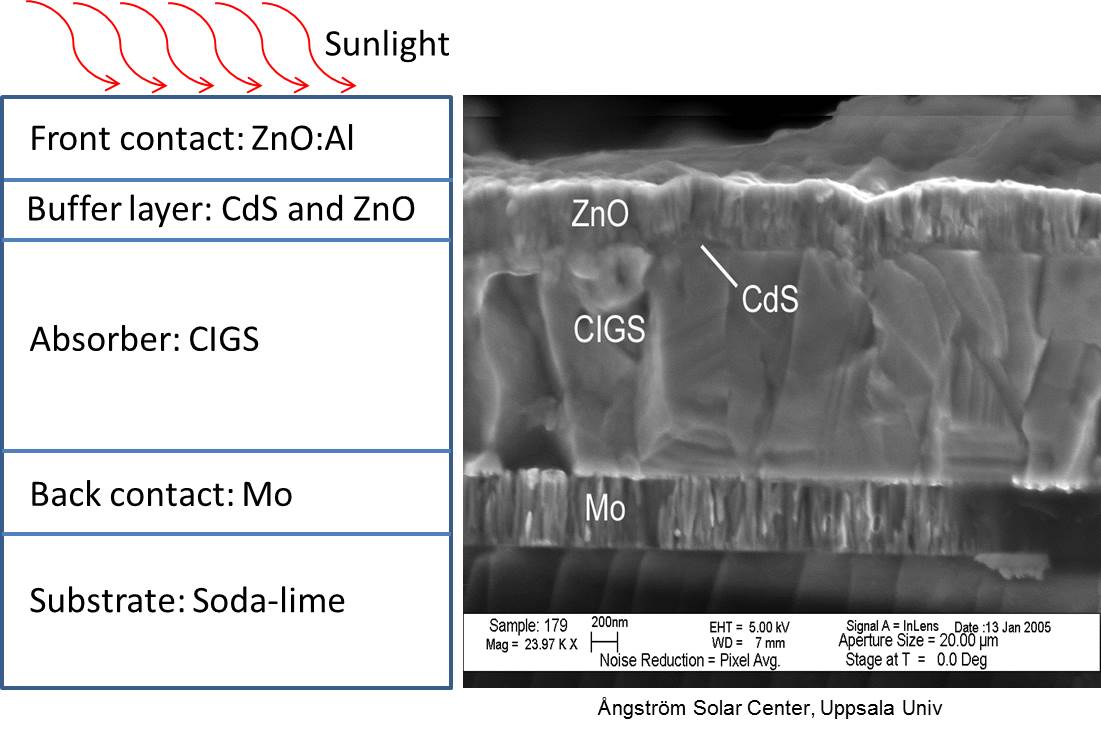 Sunlight
Front contact: ZnO:Al
Buffer layer: CdS and ZnO
Absorber: CIGS
Back contact: Mo
Substrate: Soda-lime
ZnO
CdS
CIGS
Mo
Sample: 179 200nm EHT = 5.00 kV Signal A = InLens Date :13 Jan 2005
Mag = 23.97 K X WD = 7 mm Aperture Size = 20.00 µm
Noise Reduction = Pixel Avg. Stage at T = 0.0 Deg
Ångström Solar Center, Uppsala Univ